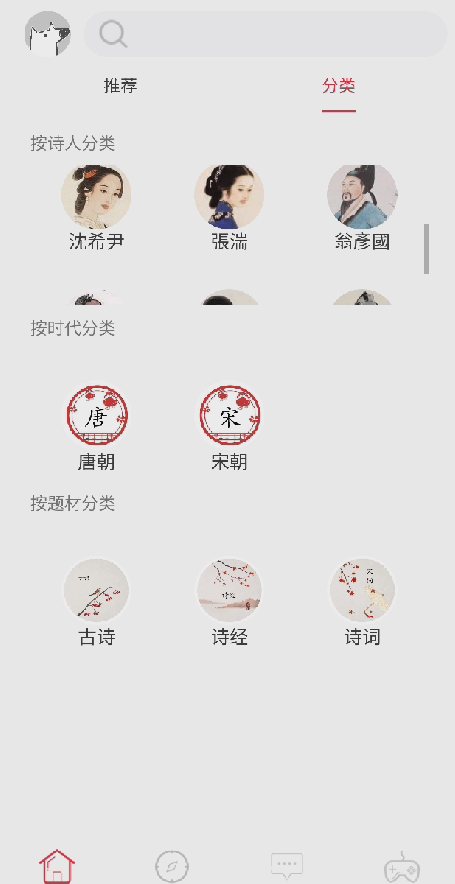 推荐 分类
按诗人分类
沈希尹 張湍 翁彥國
按时代分类
唐 宋
唐朝 宋朝
按题材分类
古诗 诗经 诗词